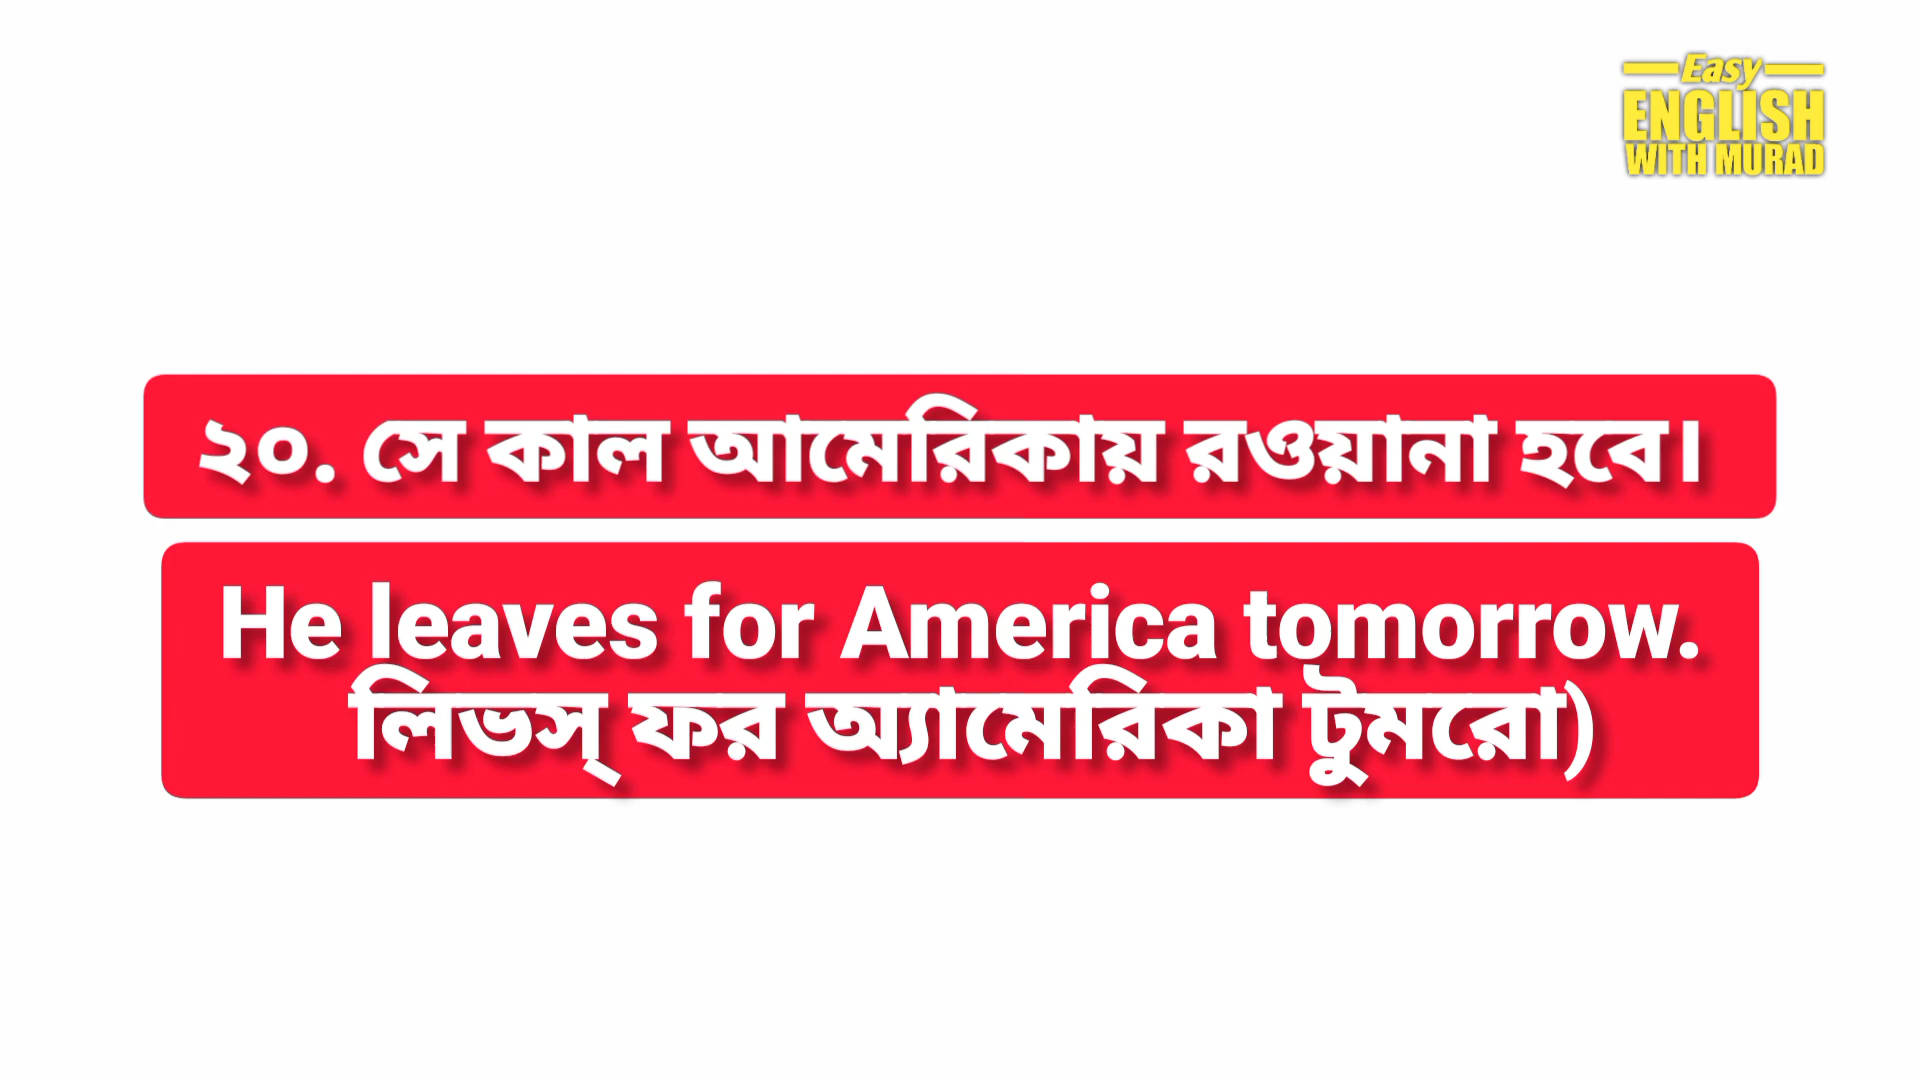 Easy
ENGLISH
WITH MURAD
২০. সে কাল আমেরিকায় রওয়ানা হবে।
He leaves for America tomorrow.
লিভস্ ফর অ্যামেরিকা টুমরো)